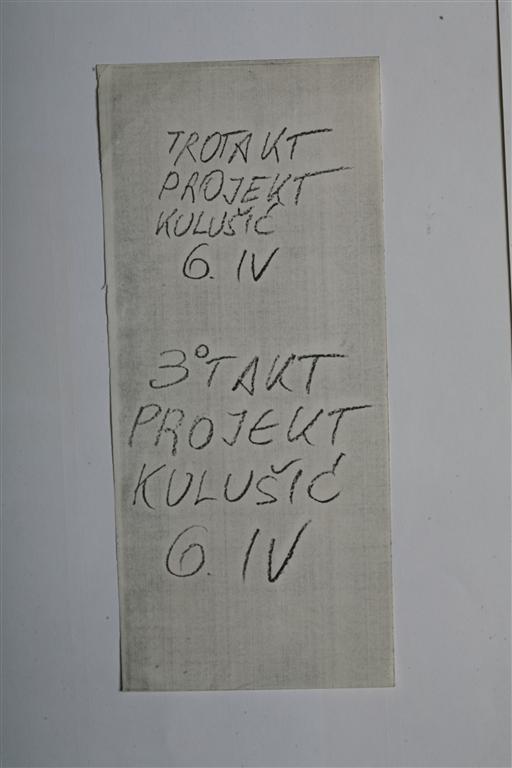 TROTAKT
PROJEKT
KULUŠIĆ
6. IV
3°TAKT
PROJEKT
KULUŠIĆ
6. IV